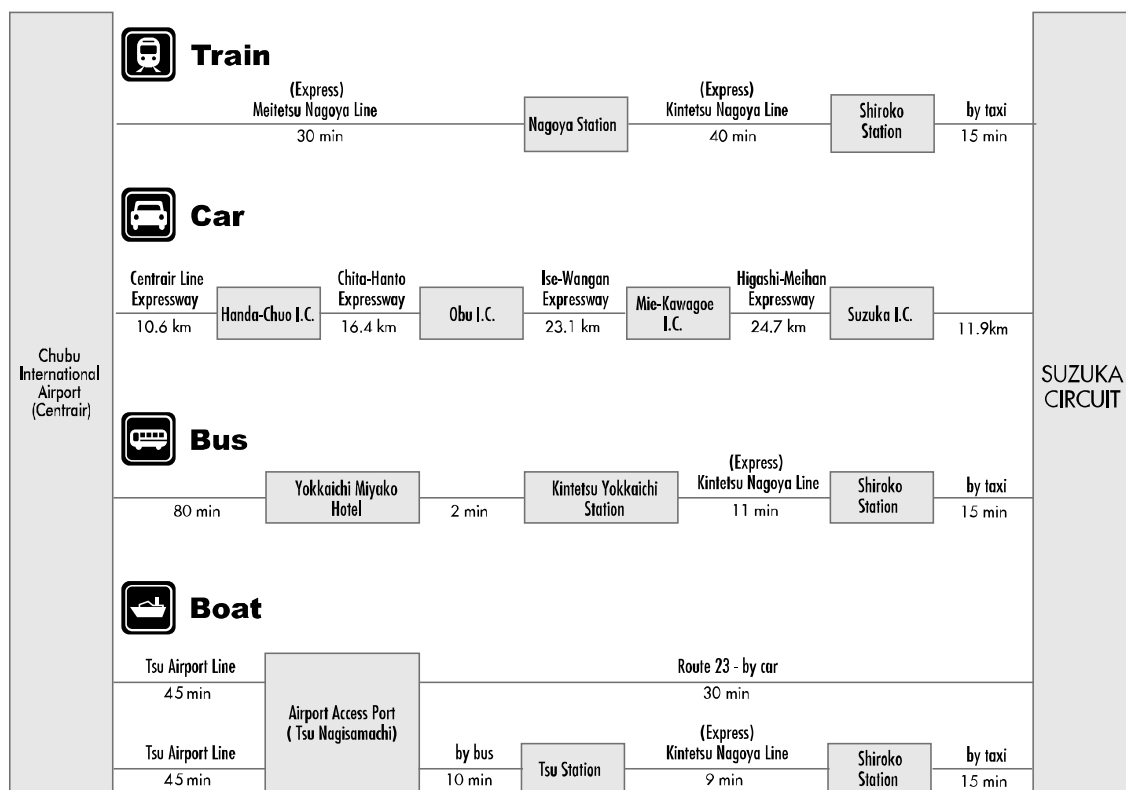 Chubu
International
Airport
(Centrair)
SUZUKA
CIRCUIT
Train
(Express)
Meitetsu Nagoya Line
30 min
Nagoya Station
(Express)
Kintetsu Nagoya Line
40 min
Shiroko
Station
by taxi
15 min
Car
Centrair Line
Expressway
10.6 km
Handa-Chuo I.C.
Chita-Hanto
Expressway
16.4 km
Obu I.C.
Ise-Wangan
Expressway
23.1 km
Mie-Kawagoe
I.C.
Higashi-Meihan
Expressway
24.7 km
Suzuka I.C.
11.9km
Bus
80 min
Yokkaichi Miyako
Hotel
2 min
Kintetsu Yokkaichi
Station
(Express)
Kintetsu Nagoya Line
11 min
Shiroko
Station
by taxi
15 min
Boat
Tsu Airport Line
45 min
Airport Access Port
( Tsu Nagisamachi)
Route 23 - by car
30 min
Tsu Airport Line
45 min
by bus
10 min
Tsu Station
(Express)
Kintetsu Nagoya Line
9 min
Shiroko
Station
by taxi
15 min